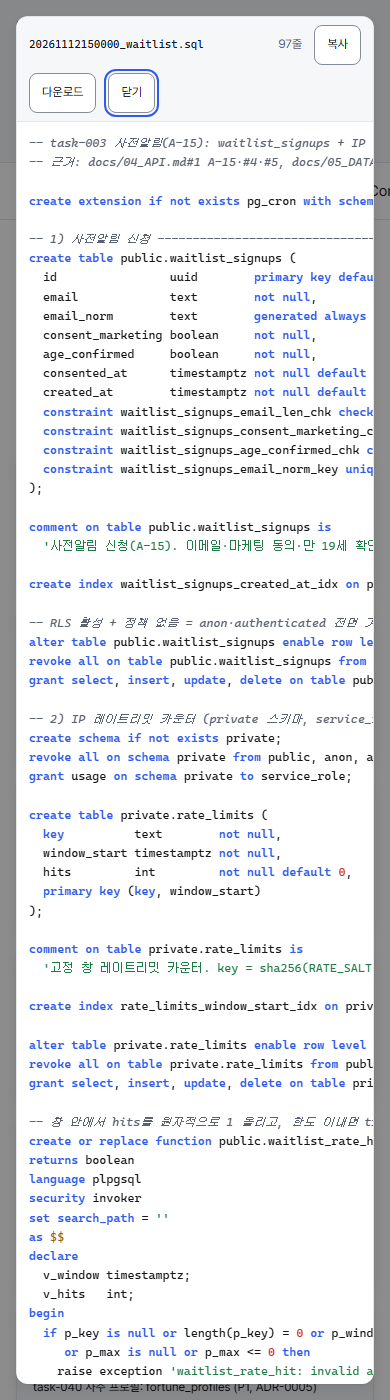 20261112150000_waitlist.sql
97줄
복사
다운로드
닫기
-- task-003 사전알림(A-15): waitlist_signups + IP
-- 근거: docs/04_API.md#1 A-15·#4·#5, docs/05_DATA
create extension if not exists pg_cron with schem
-- 1) 사전알림 신청 ------------------------------
create table public.waitlist_signups (
id uuid primary key defau
email text not null,
email_norm text generated always
consent_marketing boolean not null,
age_confirmed boolean not null,
consented_at timestamptz not null default
created_at timestamptz not null default
constraint waitlist_signups_email_len_chk check
constraint waitlist_signups_consent_marketing_c
constraint waitlist_signups_age_confirmed_chk c
constraint waitlist_signups_email_norm_key uniq
);
comment on table public.waitlist_signups is
'사전알림 신청(A-15). 이메일·마케팅 동의·만 19세 확인
create index waitlist_signups_created_at_idx on p
-- RLS 활성 + 정책 없음 = anon·authenticated 전면
alter table public.waitlist_signups enable row le
revoke all on table public.waitlist_signups from
grant select, insert, update, delete on table pub
-- 2) IP 레이트리밋 카운터 (private 스키마, service_
create schema if not exists private;
revoke all on schema private from public, anon, a
grant usage on schema private to service_role;
create table private.rate_limits (
key text not null,
window_start timestamptz not null,
hits int not null default 0,
primary key (key, window_start)
);
comment on table private.rate_limits is
'고정 창 레이트리밋 카운터. key = sha256(RATE_SALT
create index rate_limits_window_start_idx on priv
alter table private.rate_limits enable row level
revoke all on table private.rate_limits from publ
grant select, insert, update, delete on table pri
-- 창 안에서 hits를 원자적으로 1 올리고, 한도 이내면 t
create or replace function public.waitlist_rate_h
returns boolean
language plpgsql
security invoker
set search_path = ''
as $$
declare
v_window timestamptz;
v_hits int;
begin
if p_key is null or length(p_key) = 0 or p_wind
or p_max is null or p_max <= 0 then
raise exception 'waitlist_rate_hit: invalid a
task-040 사주 프로필: fortune_profiles (P1, ADR-0005)